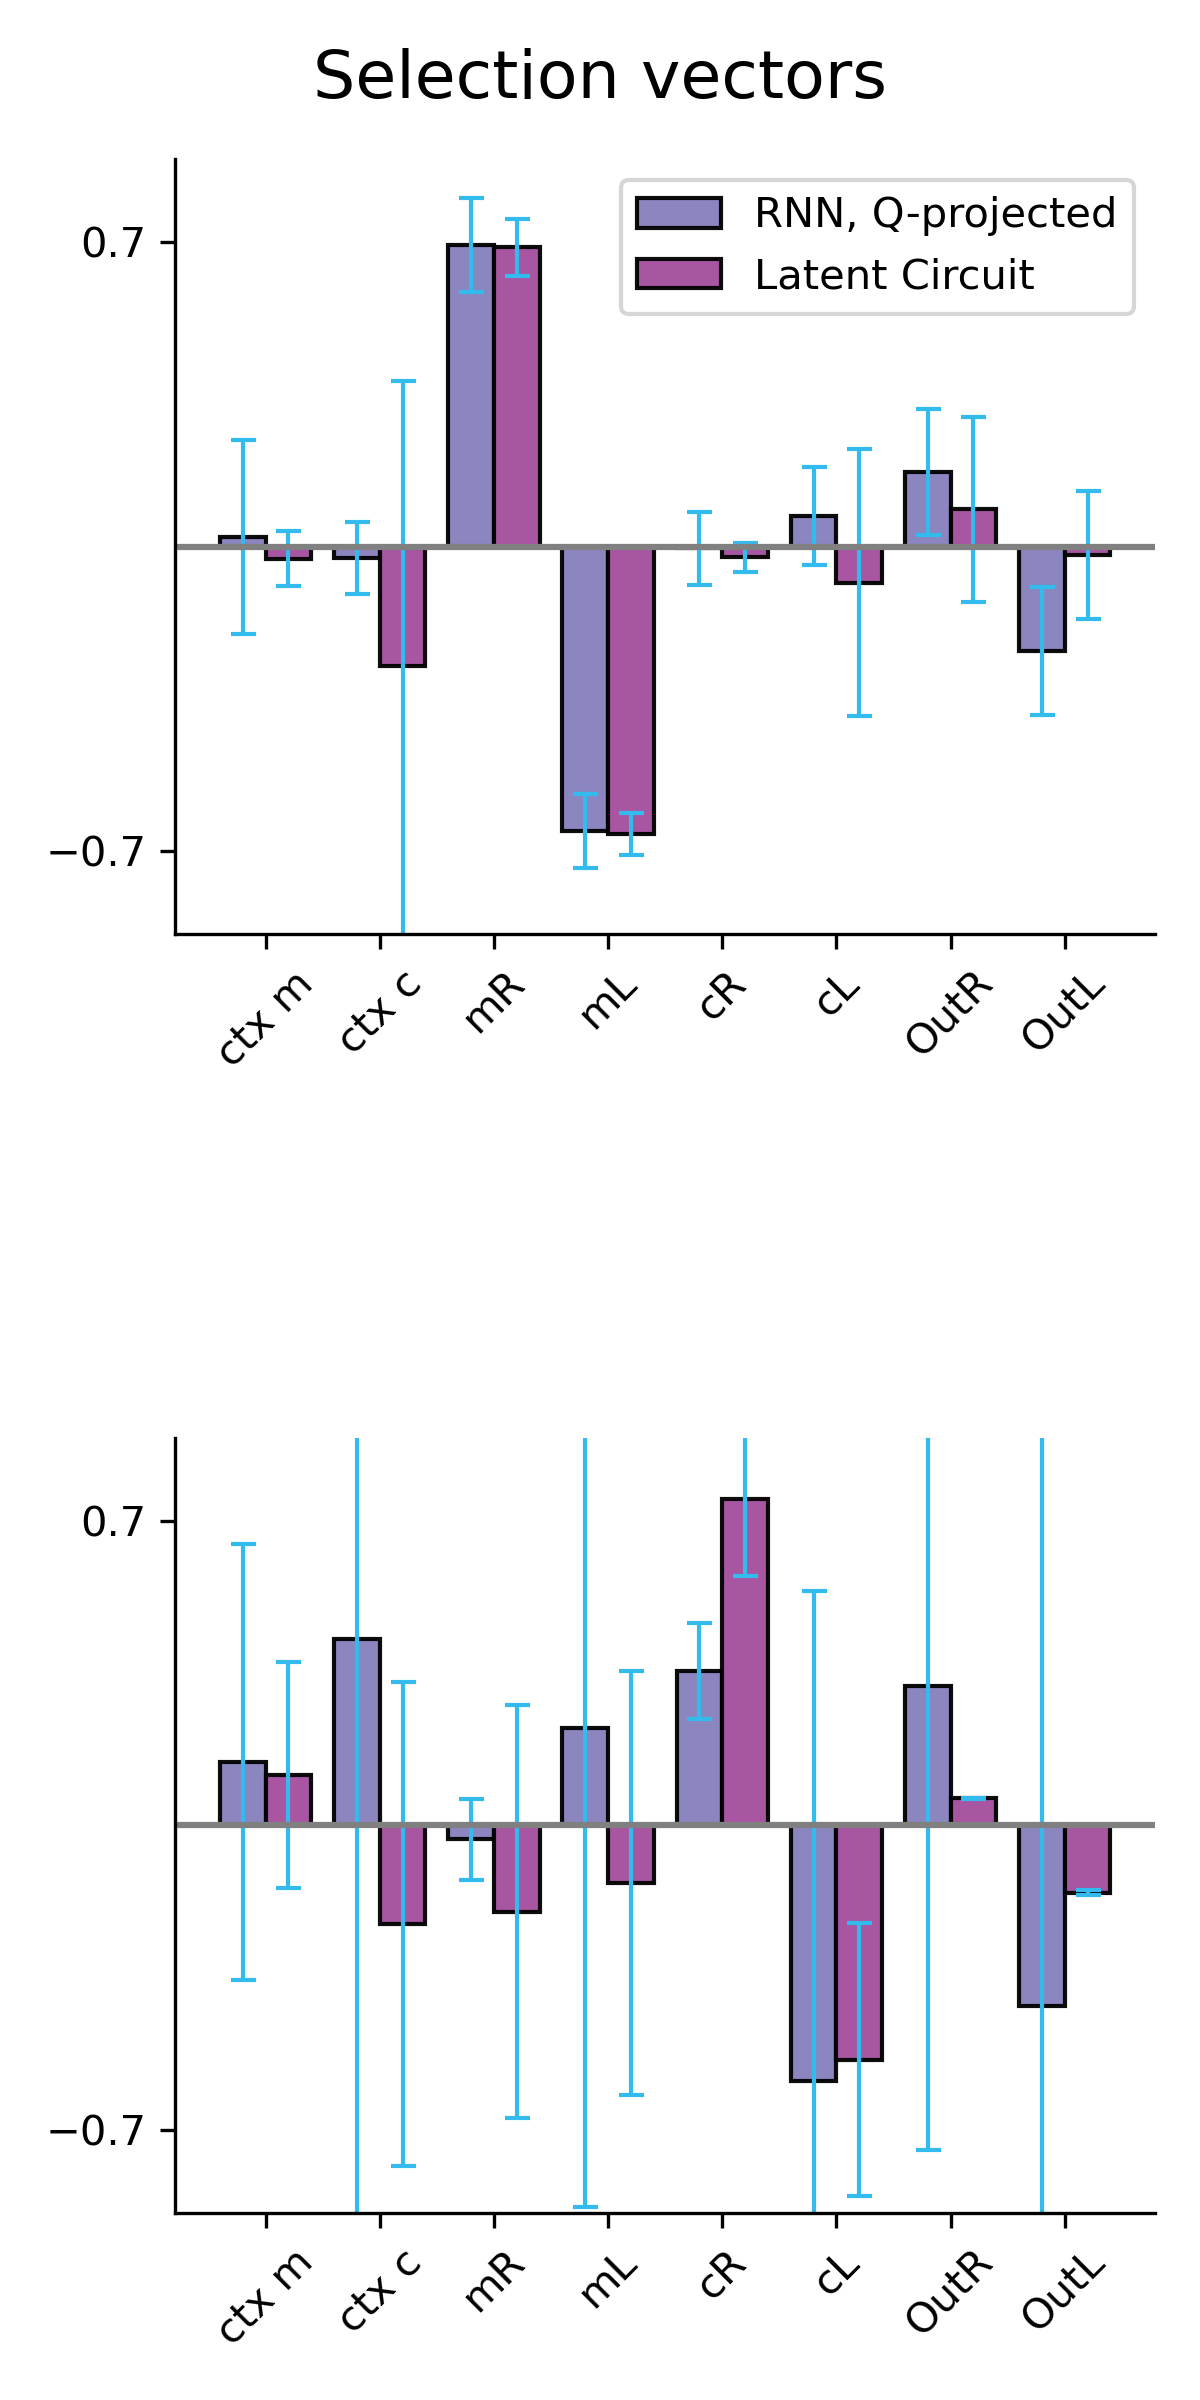 Selection vectors
RNN, Q-projected
Latent Circuit
0.7
−0.7
ctx m
ctx c
mR
mL
cR
cL
OutR
OutL
0.7
−0.7
ctx m
ctx c
mR
mL
cR
cL
OutR
OutL